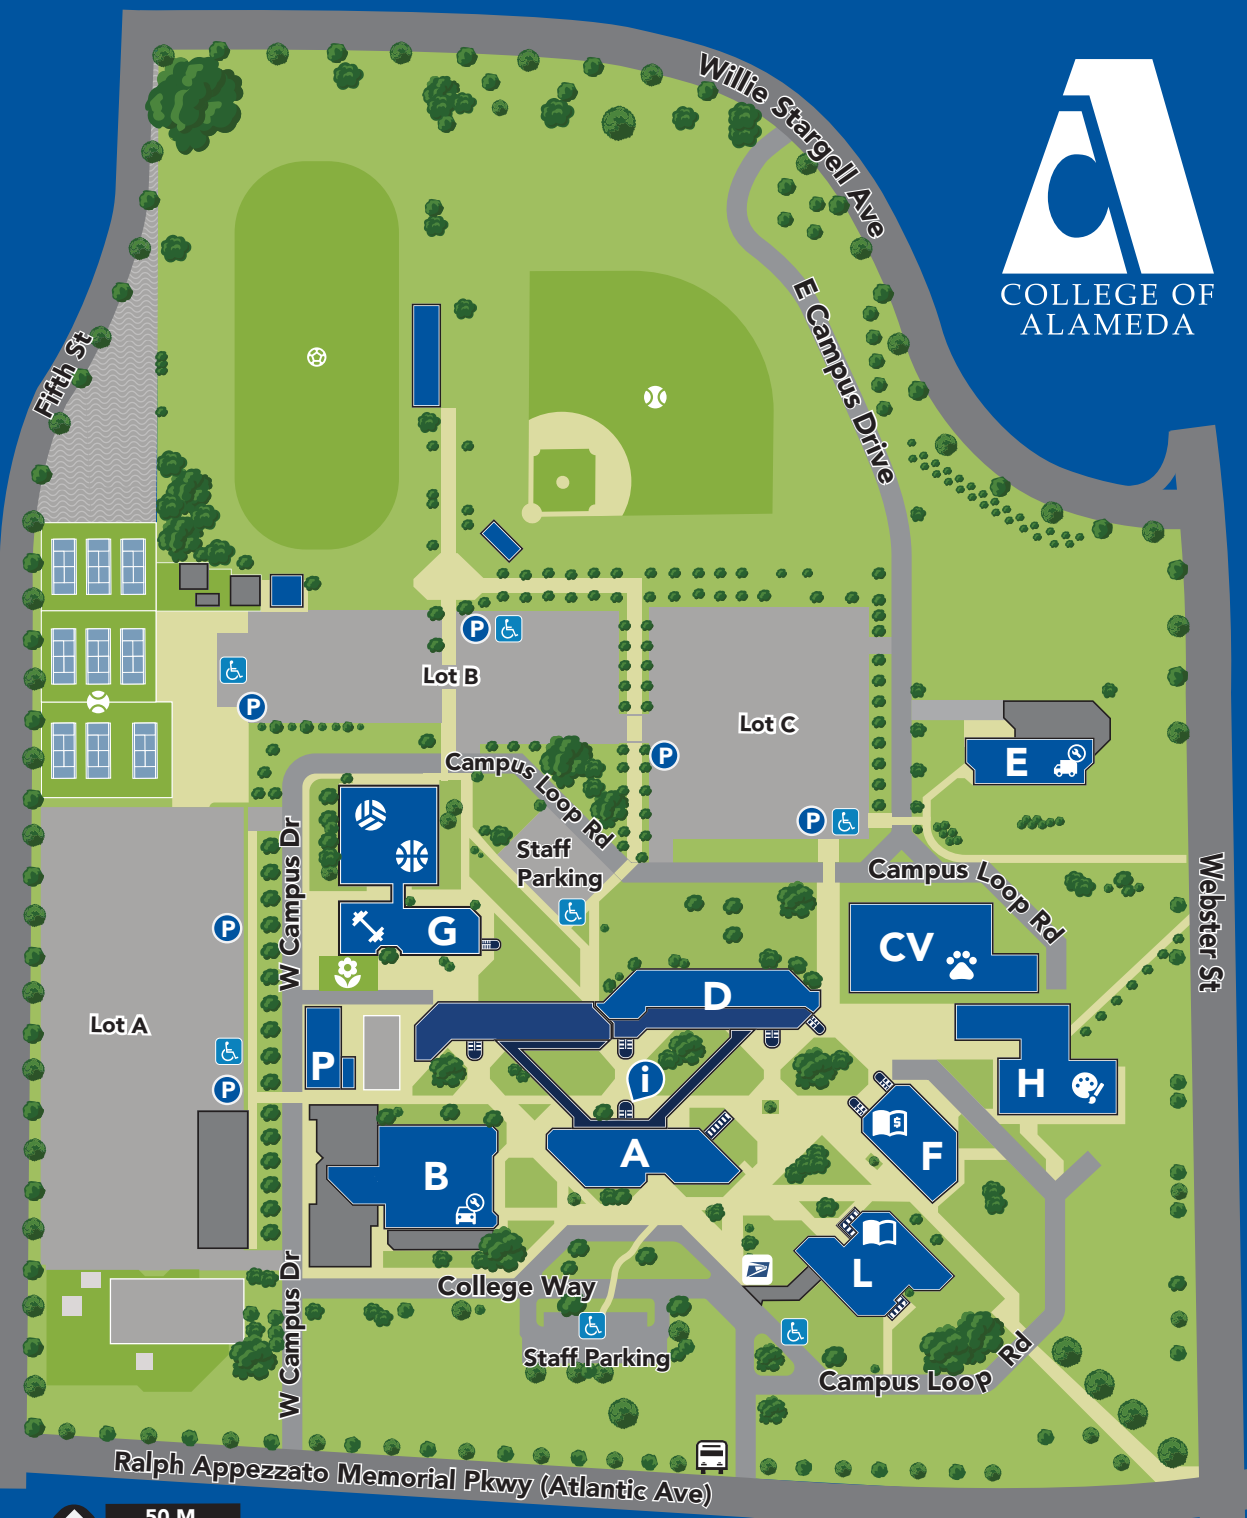 Willie Stargell Ave
COLLEGE OF
ALAMEDA
E Campus Drive
Fifth St
P
Lot B
P
Lot C
P
E
Campus Loop Rd
P
Staff
Parking
Campus Loop Rd
W Campus Dr
Webster St
P
G
CV
D
Lot A
P
P
i
H
A
B
$
F
L
W Campus Dr
College Way
Staff Parking
Campus Loop Rd
Ralph Appezzato Memorial Pkwy (Atlantic Ave)
50 M